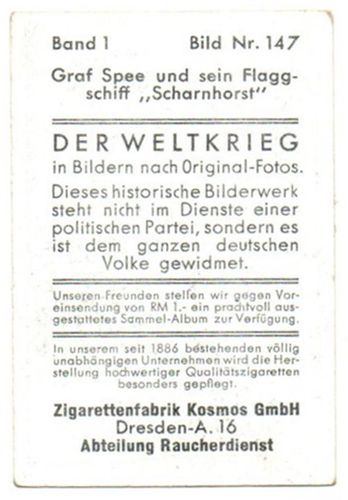 Band 1 Bild Nr. 147
Graf Spee und sein Flagg-
schiff „Scharnhorst"
DER WELTKRIEG
in Bildern nach Original-Fotos.
Dieses historische Bilderwerk
steht nicht im Dienste einer
politischen Partei, sondern es
ist dem ganzen deutschen
Volke gewidmet.
Unseren Freunden stellen wir gegen Vor-
einsendung von RM 1.- ein prachtvoll aus-
gestattetes Sammel-Album zur Verfügung.
In unserem seit 1886 bestehenden völlig
unabhängigen Unternehmen wird die Her-
stellung hochwertiger Qualitätszigaretten
besonders gepflegt.
Zigarettenfabrik Kosmos GmbH
Dresden-A. 16
Abteilung Raucherdienst